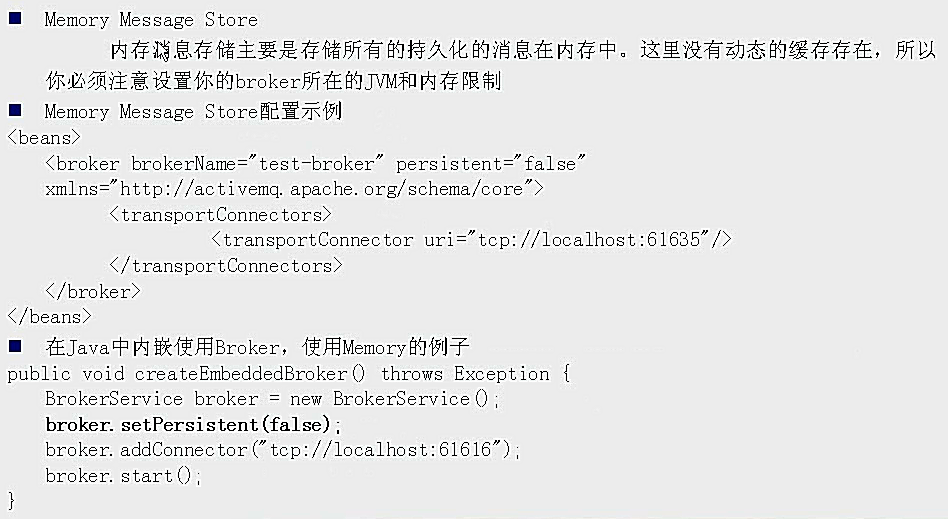 Memory Message Store
内存消息存储主要是存储所有的持久化的消息在内存中。这里没有动态的缓存存在，所以
你必须注意设置你的broker所在的JVM和内存限制
Memory Message Store配置示例
<beans>
<broker brokerName="test-broker" persistent="false"
xmlns="http://activemq.apache.org/schema/core">
<transportConnectors>
<transportConnector uri="tcp://localhost:61635"/>
</transportConnectors>
</broker>
</beans>
在Java中内嵌使用Broker，使用Memory的例子
public void createEmbeddedBroker() throws Exception {
BrokerService broker = new BrokerService();
broker.setPersistent(false);
broker.addConnector("tcp://localhost:61616");
broker.start();
}